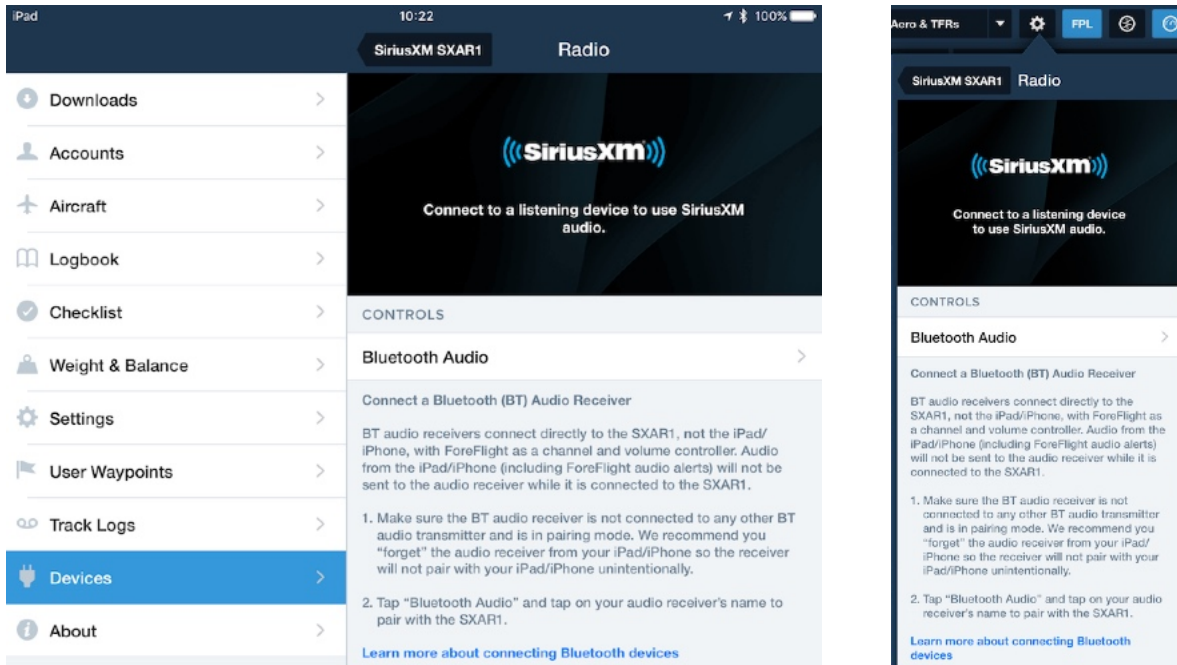 iPad
10:22
100%
SiriusXM SXAR1
Radio
Downloads
Accounts
Aircraft
Logbook
Checklist
Weight & Balance
Settings
User Waypoints
Track Logs
Devices
About
((SiriusXM))
Connect to a listening device to use SiriusXM
audio.
CONTROLS
Bluetooth Audio
Connect a Bluetooth (BT) Audio Receiver
BT audio receivers connect directly to the SXAR1, not the iPad/
iPhone, with ForeFlight as a channel and volume controller. Audio
from the iPad/iPhone (including ForeFlight audio alerts) will not be
sent to the audio receiver while it is connected to the SXAR1.
1. Make sure the BT audio receiver is not connected to any other BT
audio transmitter and is in pairing mode. We recommend you
“forget” the audio receiver from your iPad/iPhone so the receiver
will not pair with your iPad/iPhone unintentionally.
2. Tap “Bluetooth Audio” and tap on your audio receiver’s name to
pair with the SXAR1.
Learn more about connecting Bluetooth devices
Aero & TFRs
FPL
SiriusXM SXAR1
Radio
((SiriusXM))
Connect to a listening device
to use SiriusXM audio.
CONTROLS
Bluetooth Audio
Connect a Bluetooth (BT) Audio Receiver
BT audio receivers connect directly to the
SXAR1, not the iPad/iPhone, with ForeFlight as
a channel and volume controller. Audio from the
iPad/iPhone (including ForeFlight audio alerts)
will not be sent to the audio receiver while it is
connected to the SXAR1.
1. Make sure the BT audio receiver is not
connected to any other BT audio transmitter
and is in pairing mode. We recommend you
“forget” the audio receiver from your iPad/
iPhone so the receiver will not pair with your
iPad/iPhone unintentionally.
2. Tap “Bluetooth Audio” and tap on your audio
receiver’s name to pair with the SXAR1.
Learn more about connecting Bluetooth
devices